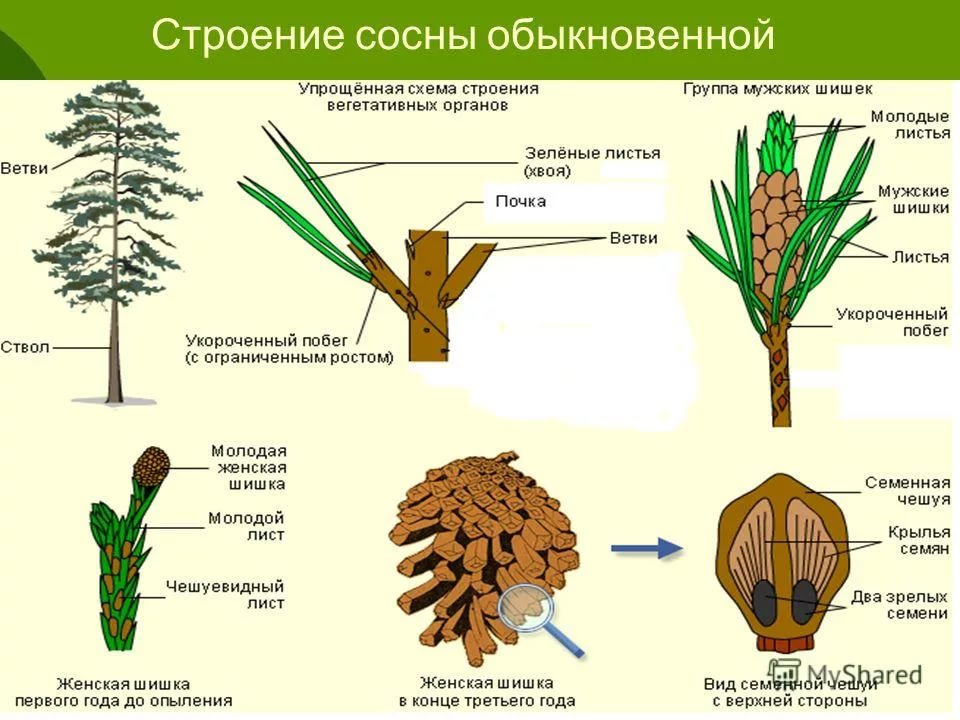 Строение сосны обыкновенной
Упрощённая схема строения
вегетативных органов
Группа мужских шишек
Ветви
Ствол
Зелёные листья
(хвоя)
Почка
Ветви
Укороченный побег
(с ограниченным ростом)
Молодые
листья
Мужские
шишки
Листья
Укороченный
побег
Молодая
женская
шишка
Молодой
лист
Чешуевидный
лист
Женская шишка
первого года до опыления
Женская шишка
в конце третьего года
Семенная
чешуя
Крылья
семян
Два зрелых
семени
Вид семенной чешуи
с верхней стороны
MyShared